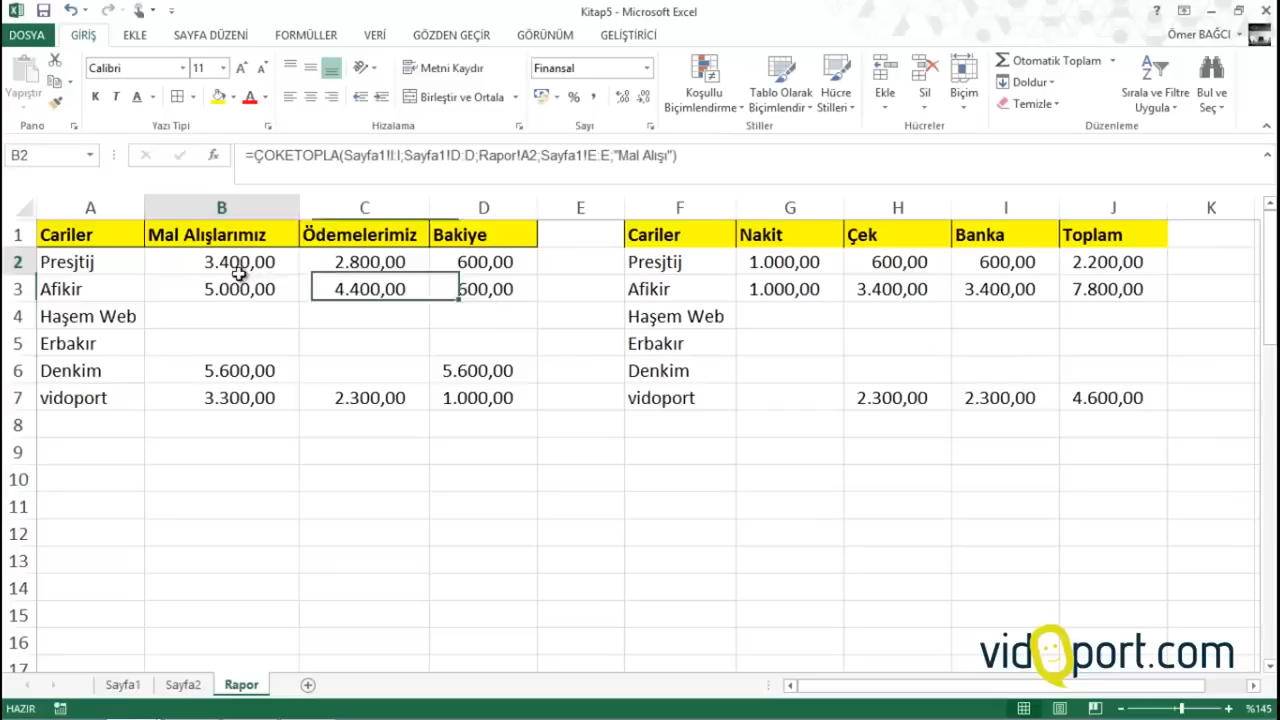 Kitap5 - Microsoft Excel
DOSYA GİRİŞ EKLE SAYFA DÜZENİ FORMÜLLER VERİ GÖZDEN GEÇİR GÖRÜNÜM GELİŞTİRİCİ Ömer BAĞCI
Yapıştır
Calibri 11
K T A
Metni Kaydır
Birleştir ve Ortala
Finansal
% 
Koşullu Biçimlendirme
Tablo Olarak Biçimlendir
Hücre Stilleri
Ekle Sil Biçim
Otomatik Toplam
Doldur
Temizle
Sırala ve Filtre Uygula
Bul ve Seç
Pano Yazı Tipi Hizalama Sayı Stiller Hücreler Düzenleme
B2 fx =ÇOKETOPLA(Sayfa1!I:I;Sayfa1!D:D;Rapor!A2;Sayfa1!E:E;"Mal Alışı")
A B C D E F G H I J K
1 Cariler Mal Alışlarımız Ödemelerimiz Bakiye Cariler Nakit Çek Banka Toplam
2 Presjtij 3.400,00 2.800,00 600,00 Presjtij 1.000,00 600,00 600,00 2.200,00
3 Afikir 5.000,00 4.400,00 600,00 Afikir 1.000,00 3.400,00 3.400,00 7.800,00
4 Haşem Web Haşem Web
5 Erbakır Erbakır
6 Denkim 5.600,00 5.600,00 Denkim
7 vidoport 3.300,00 2.300,00 1.000,00 vidoport 2.300,00 2.300,00 4.600,00
8
9
10
11
12
13
14
15
16
17
vidoport.com
Sayfa1 Sayfa2 Rapor
HAZIR %145